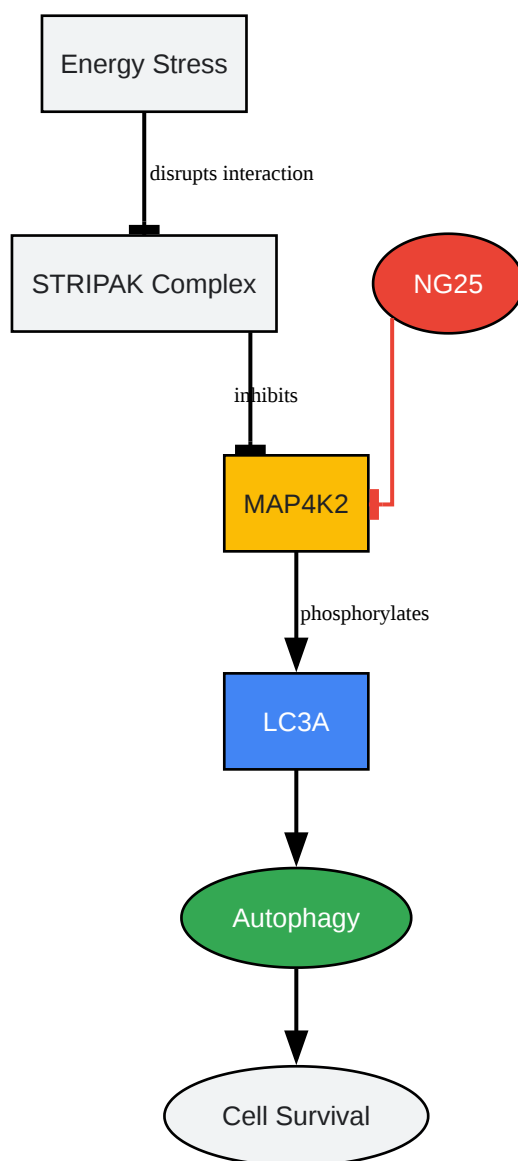 Energy Stress
disrupts interaction
STRIPAK Complex
NG25
inhibits
MAP4K2
phosphorylates
LC3A
Autophagy
Cell Survival